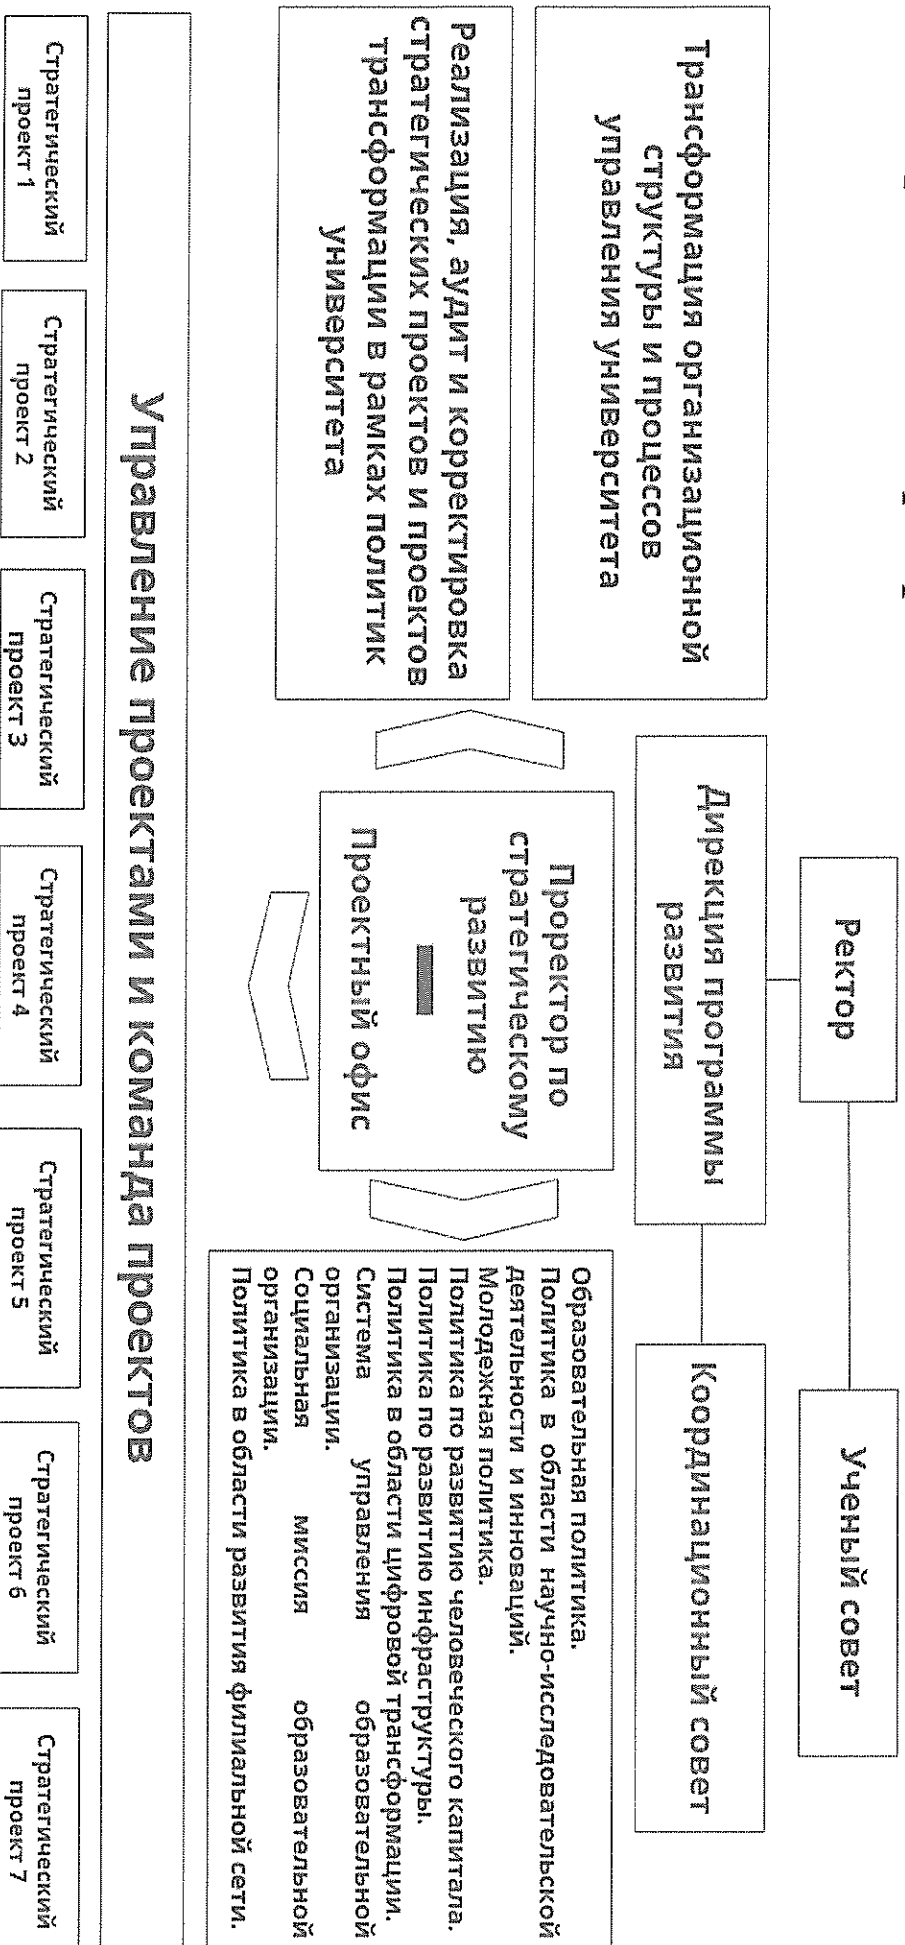 Ректор
Ученый совет
Дирекция программы
развития
Координационный совет
Трансформация организационной
структуры и процессов
управления университета
Реализация, аудит и корректировка
стратегических проектов и проектов
трансформации в рамках политик
университета
Проректор по
стратегическому
развитию
Проектный офис
Образовательная политика.
Политика в области научно-исследовательской
деятельности и инноваций.
Молодежная политика.
Политика по развитию человеческого капитала.
Политика по развитию инфраструктуры.
Политика в области цифровой трансформации.
Система управления образовательной
организации.
Социальная миссия образовательной
организации.
Политика в области развития филиальной сети.
Управление проектами и команда проектов
Стратегический
проект 1
Стратегический
проект 2
Стратегический
проект 3
Стратегический
проект 4
Стратегический
проект 5
Стратегический
проект 6
Стратегический
проект 7